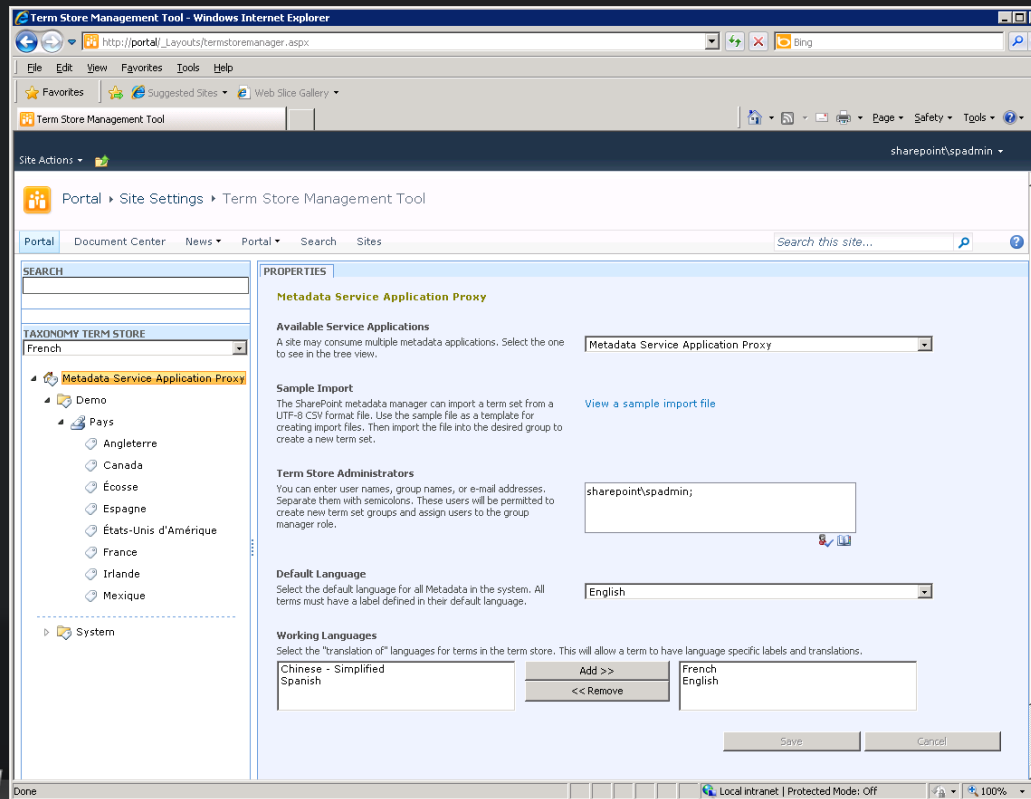 Term Store Management Tool - Windows Internet Explorer
http://portal/_Layouts/termstoremanager.aspx
Bing
File Edit View Favorites Tools Help
Favorites Suggested Sites Web Slice Gallery
Term Store Management Tool
Page Safety Tools
Site Actions
sharepoint\spadmin
Portal Site Settings Term Store Management Tool
Portal Document Center News Portal Search Sites
Search this site...
SEARCH
TAXONOMY TERM STORE
French
Metadata Service Application Proxy
Demo
Pays
Angleterre
Canada
Écosse
Espagne
États-Unis d'Amérique
France
Irlande
Mexique
System
PROPERTIES
Metadata Service Application Proxy
Available Service Applications
A site may consume multiple metadata applications. Select the one
to see in the tree view.
Metadata Service Application Proxy
Sample Import
The SharePoint metadata manager can import a term set from a
UTF-8 CSV format file. Use the sample file as a template for
creating import files. Then import the file into the desired group to
create a new term set.
View a sample import file
Term Store Administrators
You can enter user names, group names, or e-mail addresses.
Separate them with semicolons. These users will be permitted to
create new term set groups and assign users to the group
manager role.
sharepoint\spadmin;
Default Language
Select the default language for all Metadata in the system. All
terms must have a label defined in their default language.
English
Working Languages
Select the "translation of" languages for terms in the term store. This will allow a term to have language specific labels and translations.
Chinese - Simplified
Spanish
Add >>
<< Remove
French
English
Save
Cancel
Done
Local intranet | Protected Mode: Off
100%